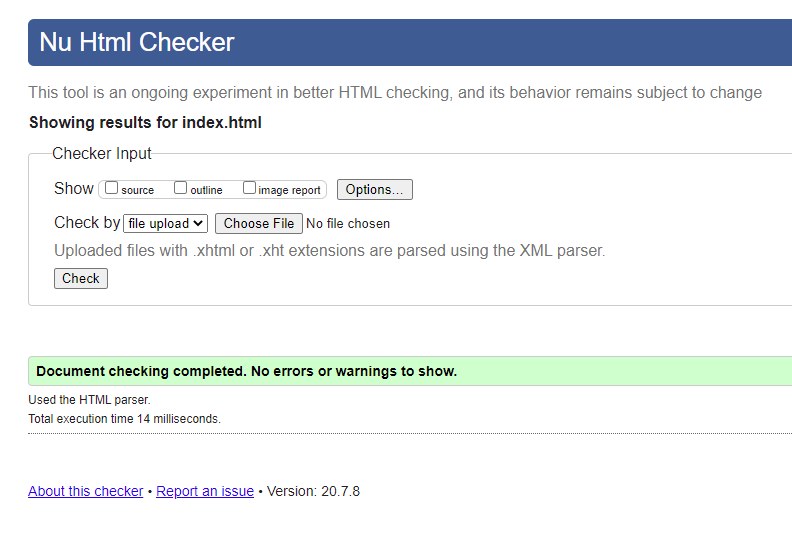 Nu Html Checker
This tool is an ongoing experiment in better HTML checking, and its behavior remains subject to change
Showing results for index.html
Checker Input
Show source outline image report Options...
Check by file upload Choose File No file chosen
Uploaded files with .xhtml or .xht extensions are parsed using the XML parser.
Check
Document checking completed. No errors or warnings to show.
Used the HTML parser.
Total execution time 14 milliseconds.
About this checker • Report an issue • Version: 20.7.8